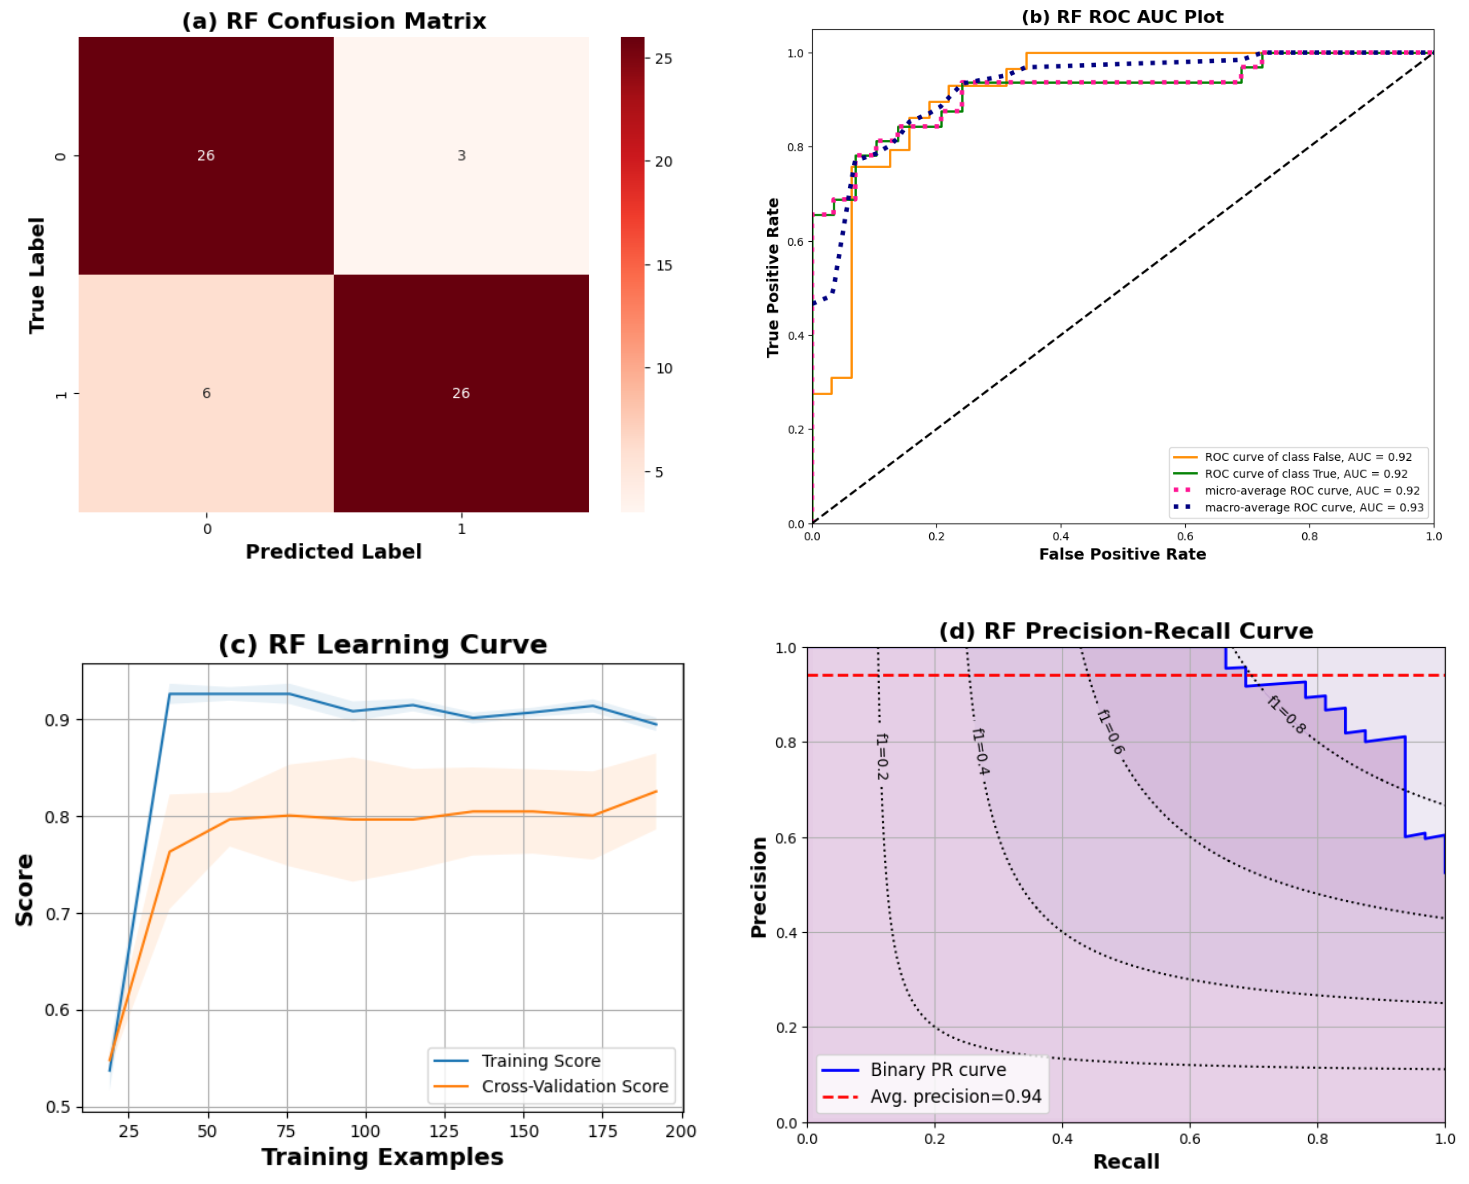 (a) RF Confusion Matrix
True Label
0
1
26
3
6
26
0
1
Predicted Label
25
20
15
10
5
(b) RF ROC AUC Plot
True Positive Rate
1.0
0.8
0.6
0.4
0.2
0.0
ROC curve of class False, AUC = 0.92
ROC curve of class True, AUC = 0.92
micro-average ROC curve, AUC = 0.92
macro-average ROC curve, AUC = 0.93
0.0
0.2
0.4
0.6
0.8
1.0
False Positive Rate
(c) RF Learning Curve
Score
0.9
0.8
0.7
0.6
0.5
Training Score
Cross-Validation Score
25
50
75
100
125
150
175
200
Training Examples
(d) RF Precision-Recall Curve
Precision
1.0
0.8
0.6
0.4
0.2
0.0
f1=0.2
f1=0.4
f1=0.6
f1=0.8
Binary PR curve
Avg. precision=0.94
0.0
0.2
0.4
0.6
0.8
1.0
Recall